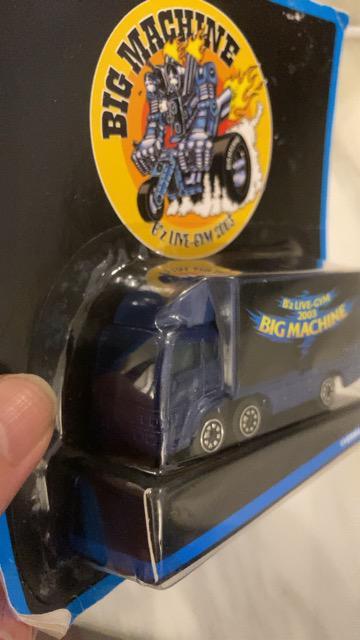 BIG MACHINE
B'z LIVE-GYM 2003
B'z LIVE-GYM
2003
BIG MACHINE